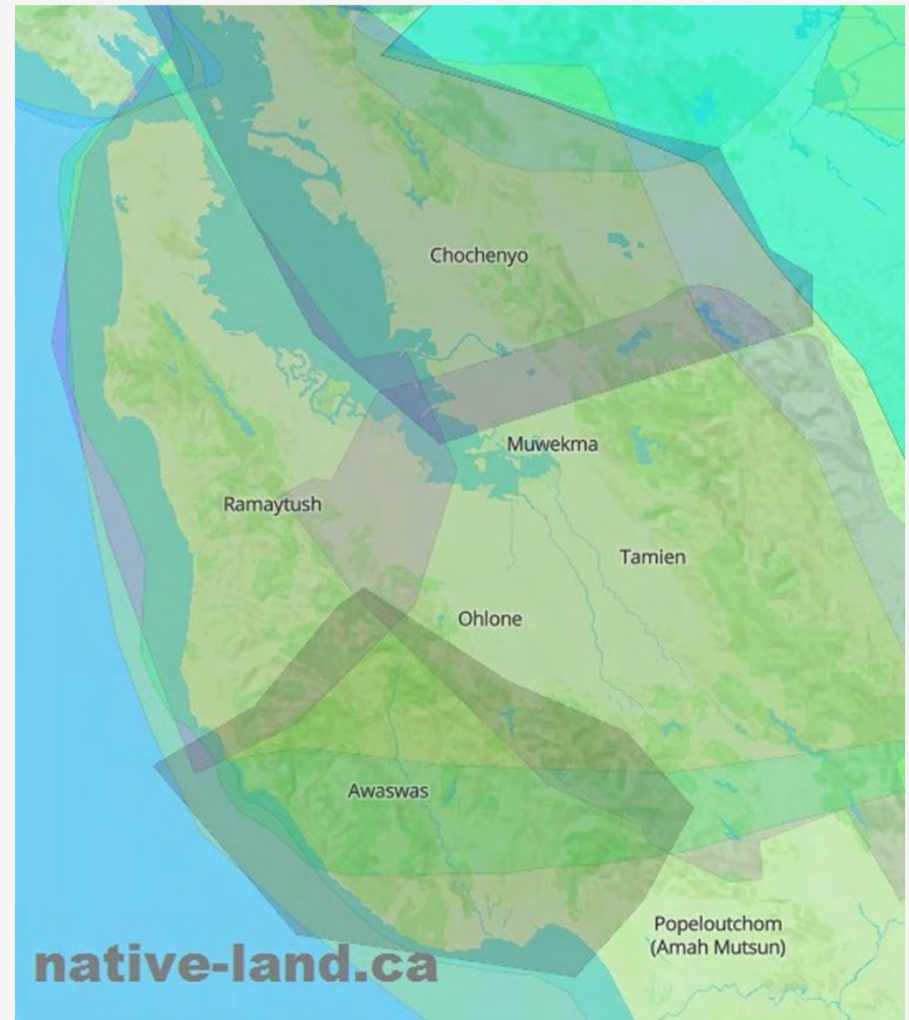 Chochenyo
Muwekma
Ramaytush
Tamien
Ohlone
Awaswas
Popeloutchom
(Amah Mutsun)
native-land.ca